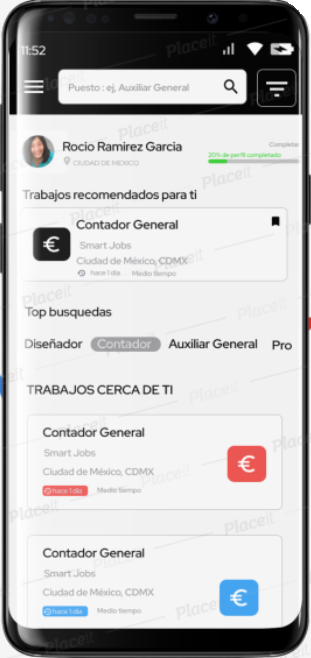 11:52
Puesto : ej, Auxiliar General
Rocio Ramirez Garcia
Completar
CIUDAD DE MEXICO
20% de perfil completado
Trabajos recomendados para ti
Contador General
Smart Jobs
Ciudad de México, CDMX
hace 1 dia Medio tiempo
Top busquedas
Diseñador Contador Auxiliar General Pro
TRABAJOS CERCA DE TI
Contador General
Smart Jobs
Ciudad de México, CDMX
hace 1 dia Medio tiempo
Contador General
Smart Jobs
Ciudad de México, CDMX
hace 1 dia Medio tiempo
Placeit